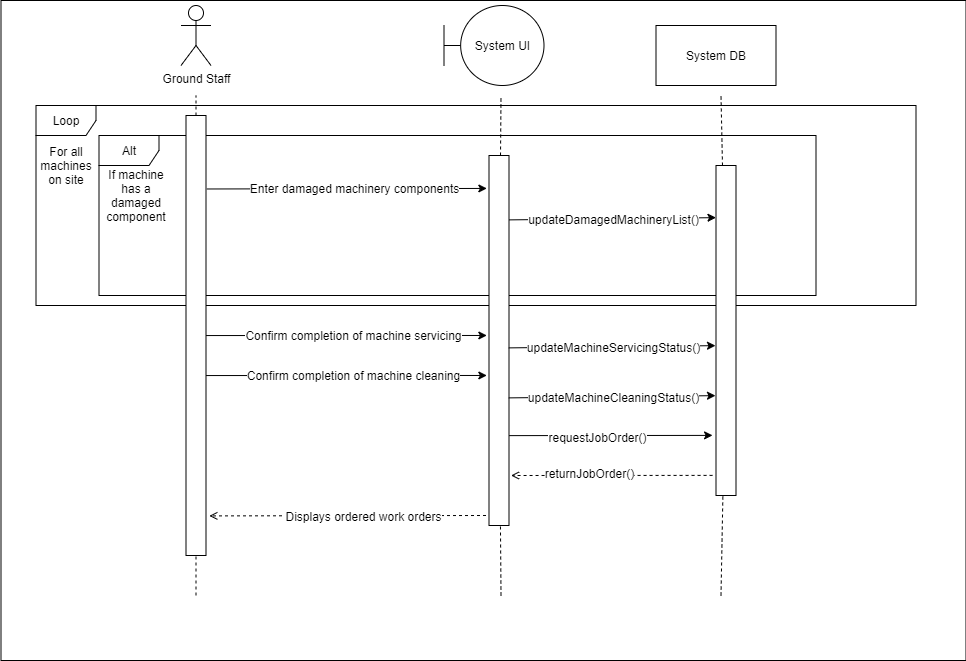 System UI
System DB
Ground Staff
Loop
For all
machines
on site
Alt
If machine
has a
damaged
component
Enter damaged machinery components
updateDamagedMachineryList()
Confirm completion of machine servicing
updateMachineServicingStatus()
Confirm completion of machine cleaning
updateMachineCleaningStatus()
requestJobOrder()
returnJobOrder()
Displays ordered work orders